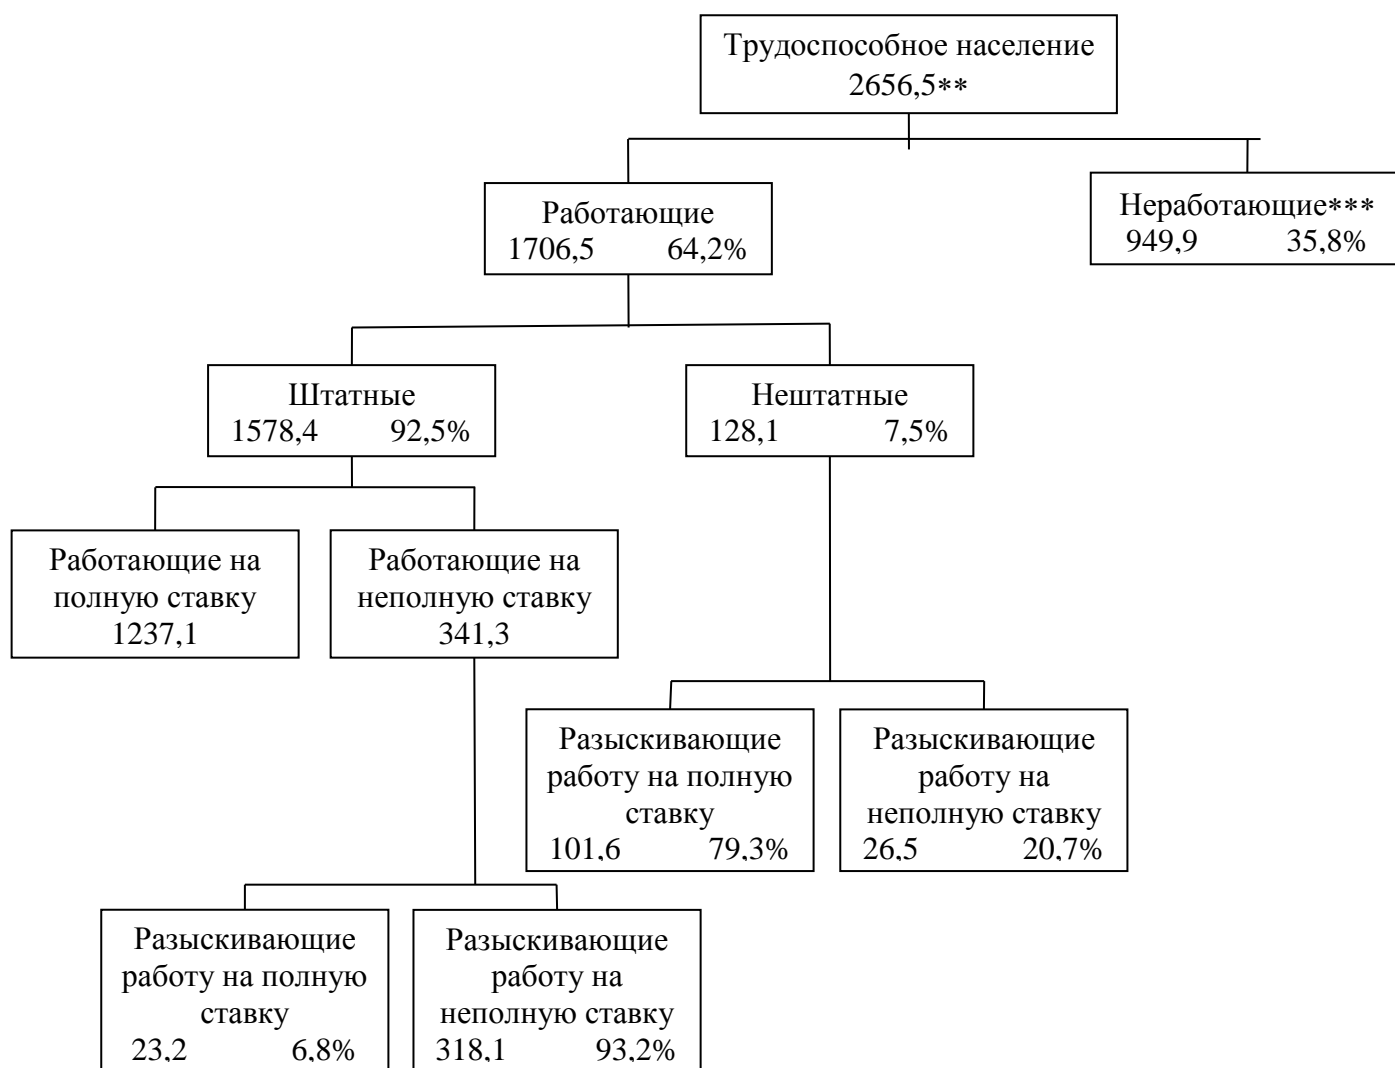 Трудоспособное население
2656,5**
Работающие
1706,5 64,2%
Неработающие***
949,9 35,8%
Штатные
1578,4 92,5%
Нештатные
128,1 7,5%
Работающие на
полную ставку
1237,1
Работающие на
неполную ставку
341,3
Разыскивающие
работу на полную
ставку
101,6 79,3%
Разыскивающие
работу на
неполную ставку
26,5 20,7%
Разыскивающие
работу на полную
ставку
23,2 6,8%
Разыскивающие
работу на
неполную ставку
318,1 93,2%